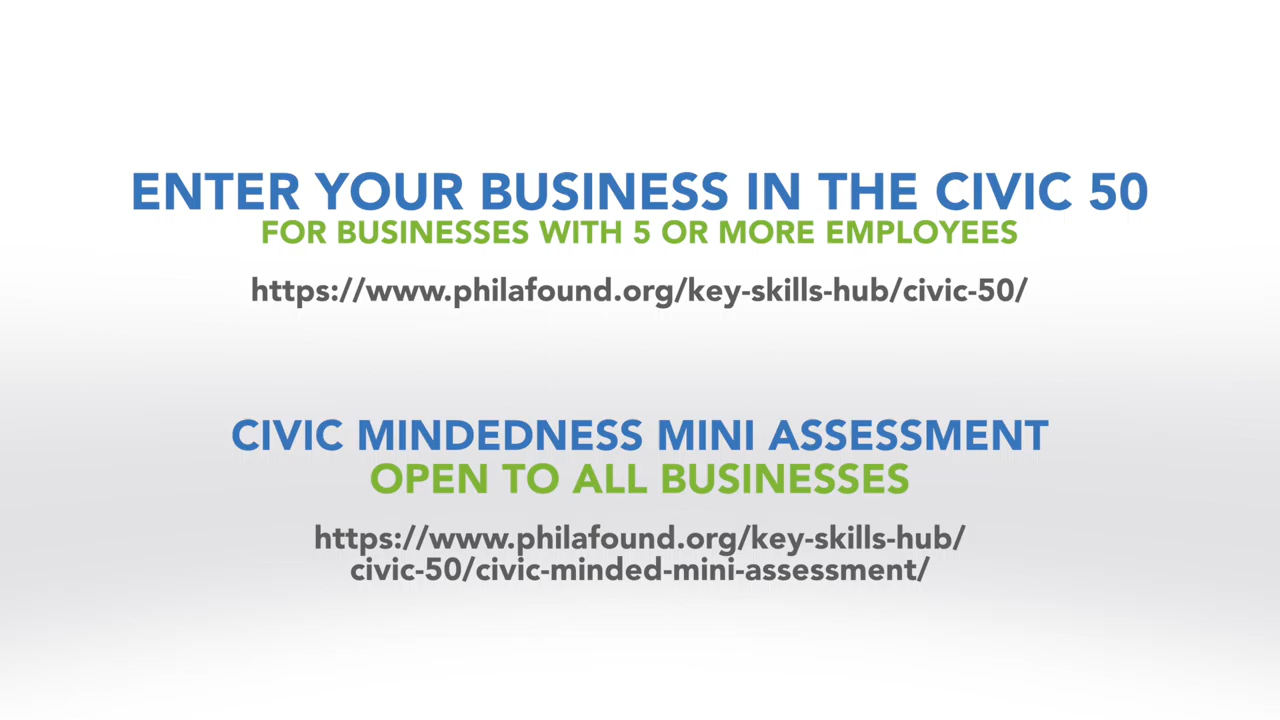 ENTER YOUR BUSINESS IN THE CIVIC 50
FOR BUSINESSES WITH 5 OR MORE EMPLOYEES
https://www.philafound.org/key-skills-hub/civic-50/
CIVIC MINDEDNESS MINI ASSESSMENT
OPEN TO ALL BUSINESSES
https://www.philafound.org/key-skills-hub/
civic-50/civic-minded-mini-assessment/